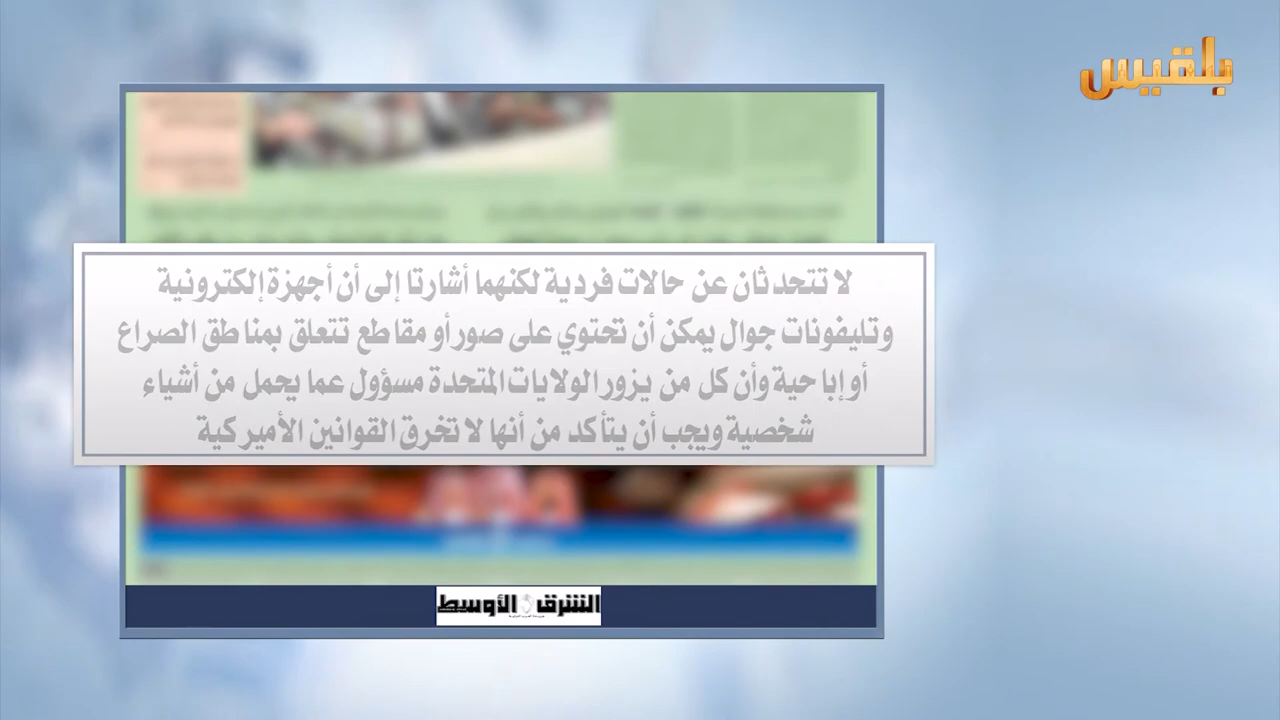 بلقيس
لا تتحدثان عن حالات فردية لكنهما أشارتا إلى أن أجهزة إلكترونية
وتليفونات جوال يمكن أن تحتوي على صور أو مقاطع تتعلق بمناطق الصراع
أو إباحية وأن كل من يزور الولايات المتحدة مسؤول عما يحمل من أشياء
شخصية ويجب أن يتأكد من أنها لا تخرق القوانين الأميركية
الشرق الأوسط